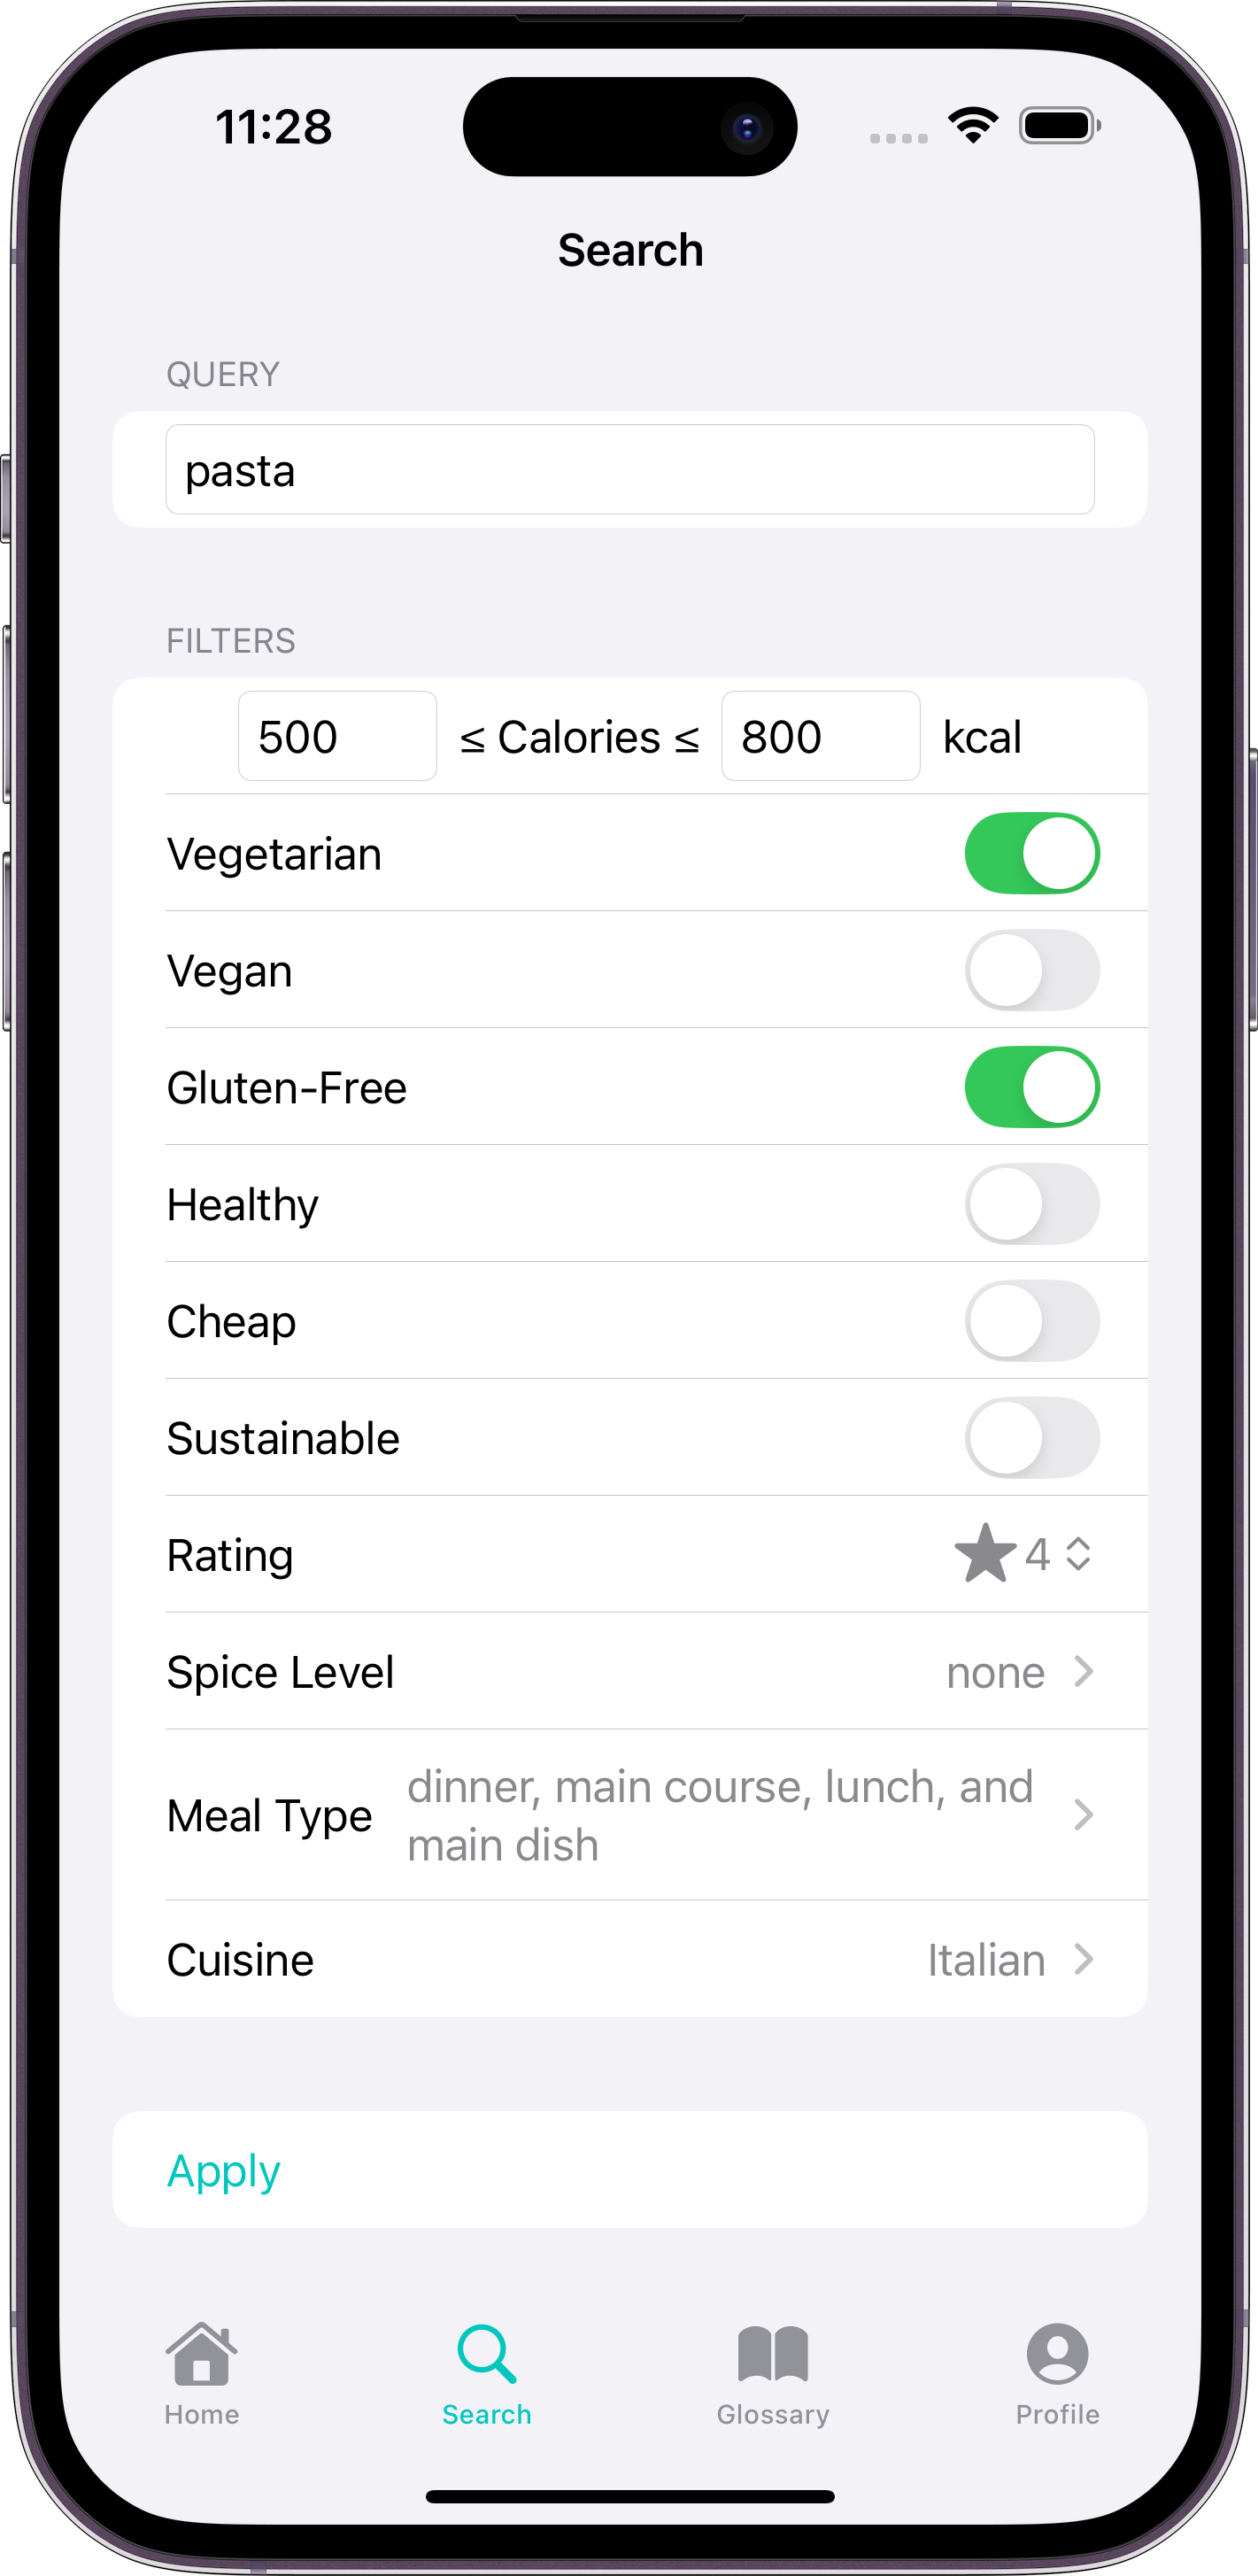 11:28
Search
QUERY
pasta
FILTERS
500 ≤ Calories ≤ 800 kcal
Vegetarian
Vegan
Gluten-Free
Healthy
Cheap
Sustainable
Rating 4
Spice Level none
Meal Type dinner, main course, lunch, and
main dish
Cuisine Italian
Apply
Home Search Glossary Profile